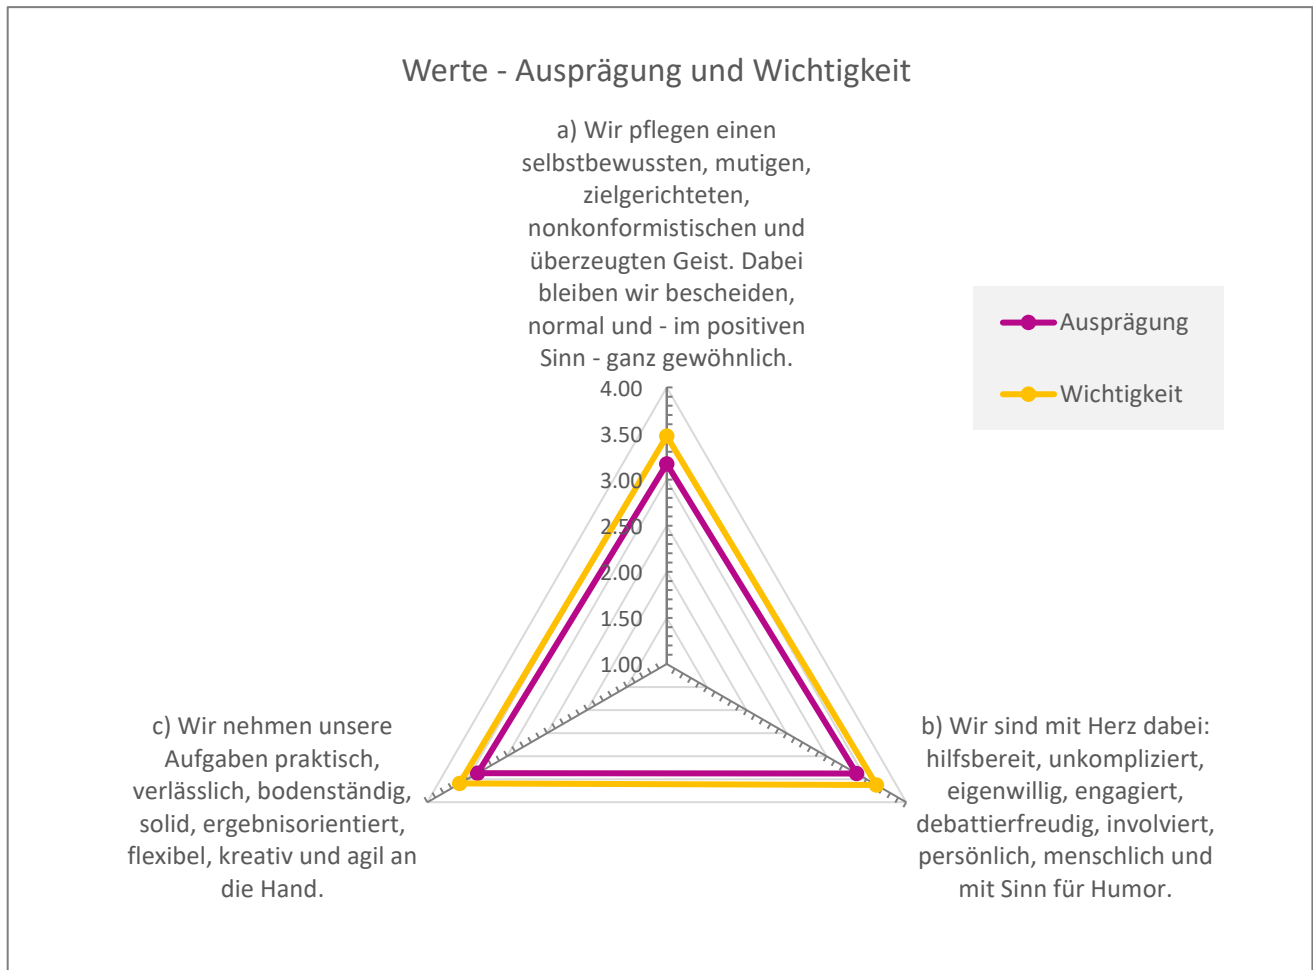 Werte - Ausprägung und Wichtigkeit
a) Wir pflegen einen
selbstbewussten, mutigen,
zielgerichteten,
nonkonformistischen und
überzeugten Geist. Dabei
bleiben wir bescheiden,
normal und - im positiven
Sinn - ganz gewöhnlich.
Ausprägung
Wichtigkeit
4.00
3.50
3.00
2.50
2.00
1.50
1.00
c) Wir nehmen unsere
Aufgaben praktisch,
verlässlich, bodenständig,
solid, ergebnisorientiert,
flexibel, kreativ und agil an
die Hand.
b) Wir sind mit Herz dabei:
hilfsbereit, unkompliziert,
eigenwillig, engagiert,
debattierfreudig, involviert,
persönlich, menschlich und
mit Sinn für Humor.